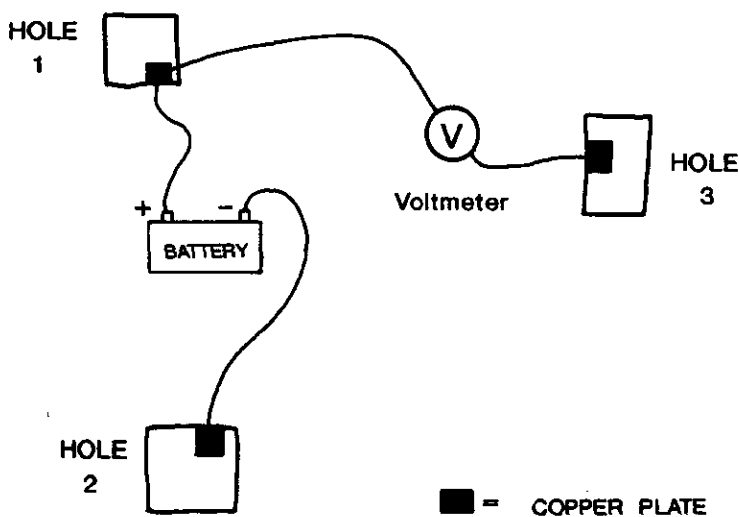 HOLE
1
V
Voltmeter
HOLE
3
+ -
BATTERY
HOLE
2
= COPPER PLATE